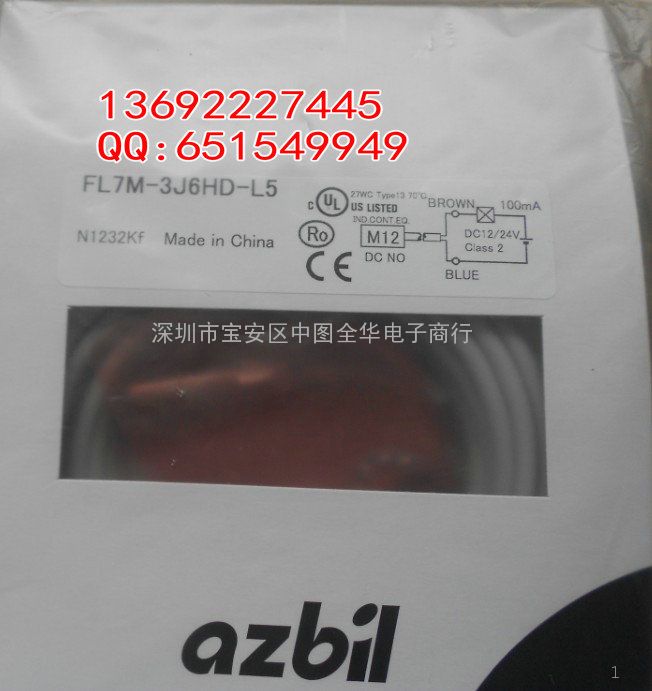 13692227445
QQ:651549949
FL7M-3J6HD-L5
N1232Kf Made in China
c UL US LISTED
27WC Type13 70°C
IND.CONT.EQ.
Ro
CE
M12
DC NO
BROWN
100mA
DC12/24V
Class 2
BLUE
深圳市宝安区中图全华电子商行
azbil
1